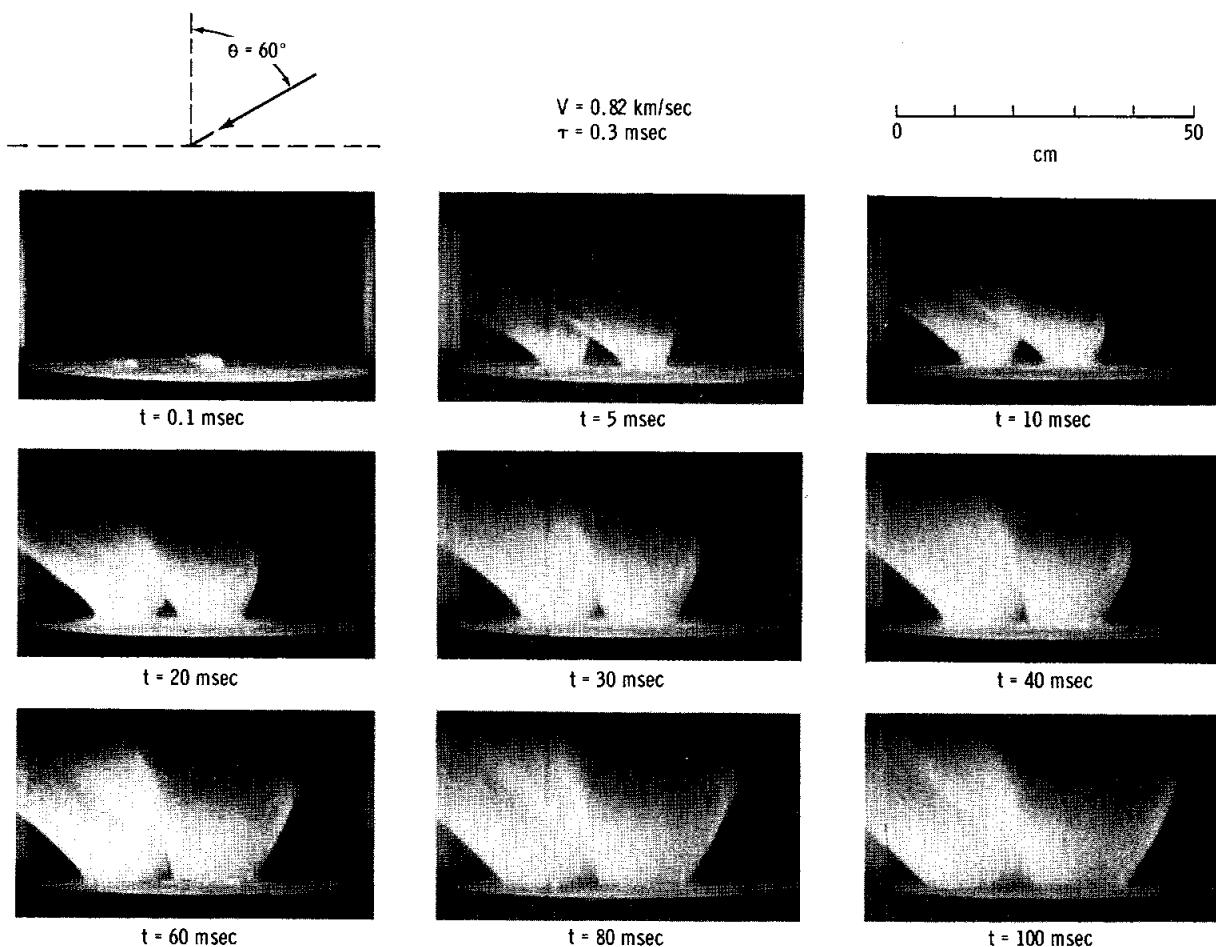 θ = 60°
V = 0.82 km/sec
τ = 0.3 msec
0 50
cm
t = 0.1 msec
t = 5 msec
t = 10 msec
t = 20 msec
t = 30 msec
t = 40 msec
t = 60 msec
t = 80 msec
t = 100 msec